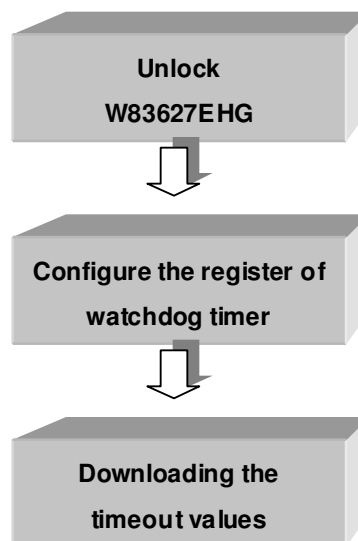 Unlock
W83627EHG
Configure the register of
watchdog timer
Downloading the
timeout values